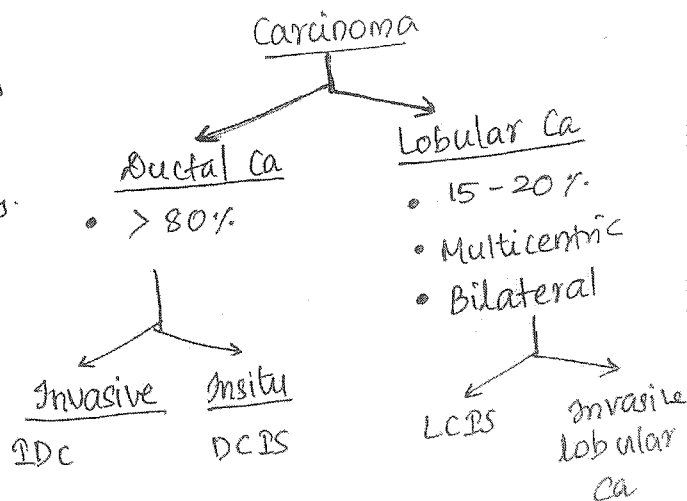 Carcinoma
Ductal Ca
• > 80%.
Invasive
IDC
Insitu
DCIS
Lobular Ca
• 15-20%.
• Multicentric
• Bilateral
LCIS
Invasive
lobular
Ca